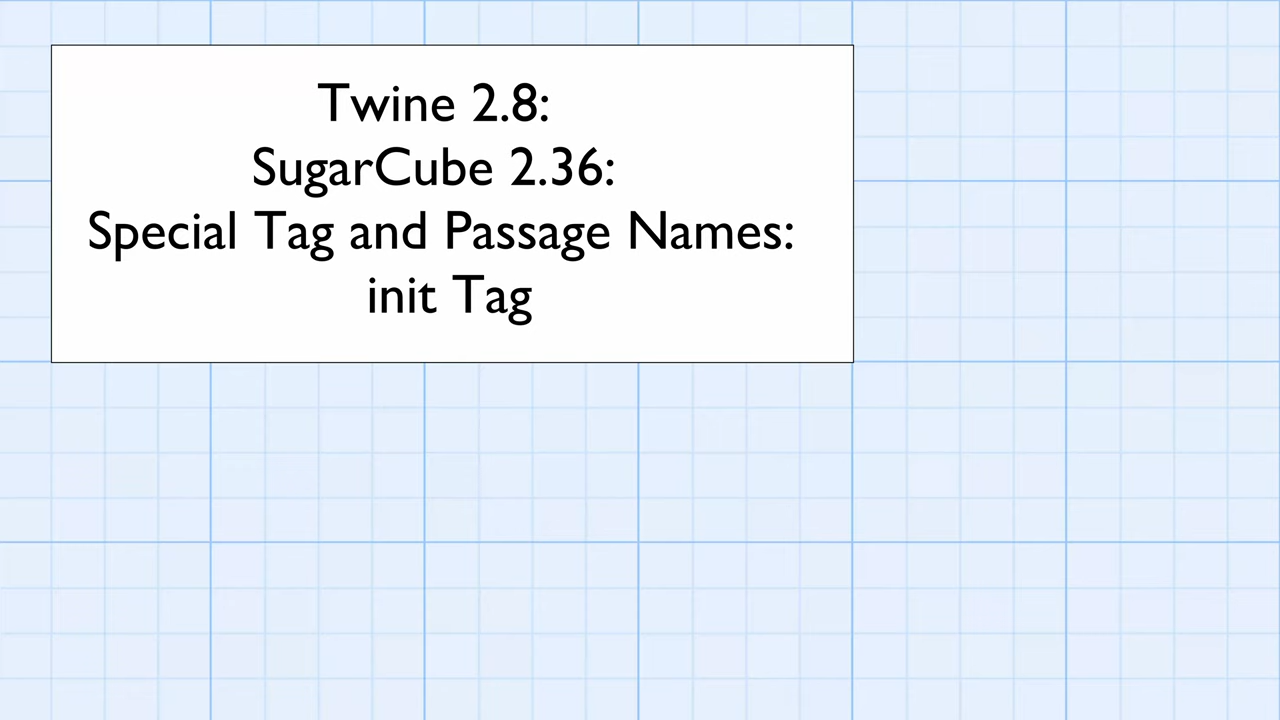 Twine 2.8:
SugarCube 2.36:
Special Tag and Passage Names:
init Tag